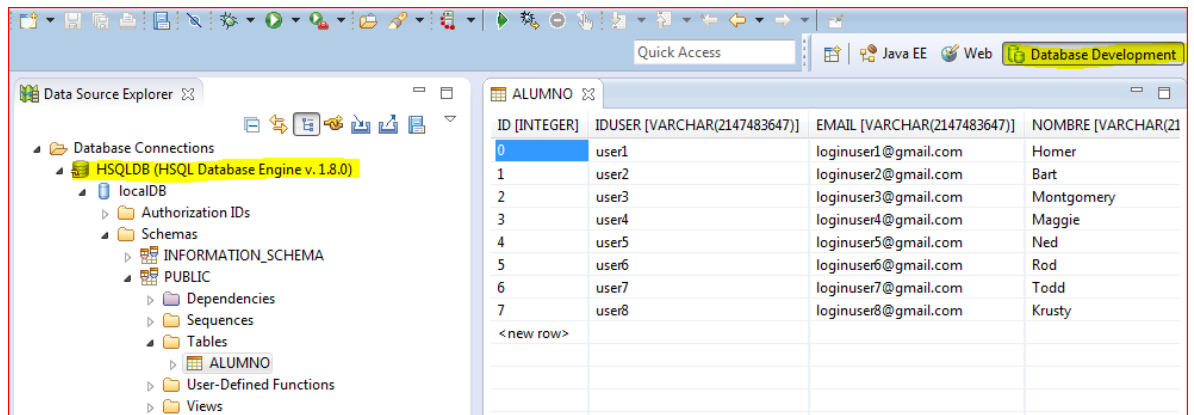 Quick Access
Java EE
Web
Database Development
Data Source Explorer
Database Connections
HSQLDB (HSQL Database Engine v. 1.8.0)
localDB
Authorization IDs
Schemas
INFORMATION_SCHEMA
PUBLIC
Dependencies
Sequences
Tables
ALUMNO
User-Defined Functions
Views
ALUMNO
ID [INTEGER] IDUSER [VARCHAR(2147483647)] EMAIL [VARCHAR(2147483647)] NOMBRE [VARCHAR(21
0 user1 loginuser1@gmail.com Homer
1 user2 loginuser2@gmail.com Bart
2 user3 loginuser3@gmail.com Montgomery
3 user4 loginuser4@gmail.com Maggie
4 user5 loginuser5@gmail.com Ned
5 user6 loginuser6@gmail.com Rod
6 user7 loginuser7@gmail.com Todd
7 user8 loginuser8@gmail.com Krusty
<new row>